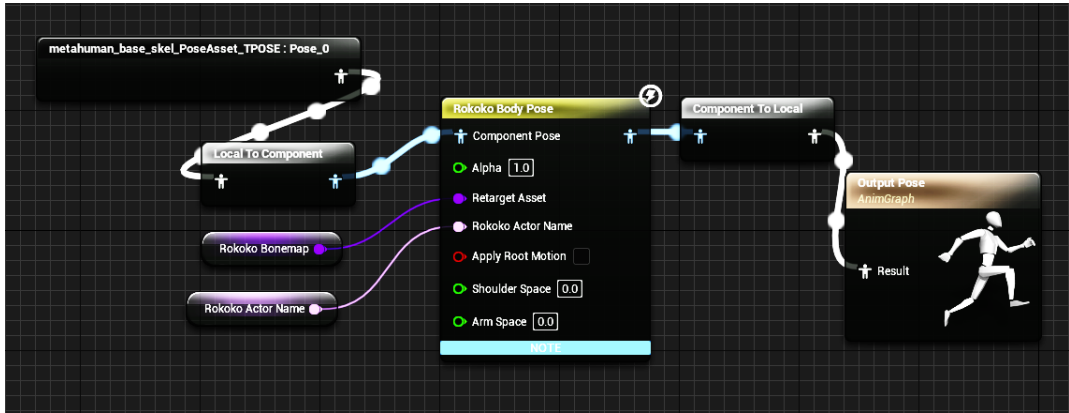 metahuman_base_skel_PoseAsset_TPOSE : Pose_0
Local To Component
Rokoko Bonemap
Rokoko Actor Name
Rokoko Body Pose
Component Pose
Alpha 1.0
Retarget Asset
Rokoko Actor Name
Apply Root Motion
Shoulder Space 0.0
Arm Space 0.0
NOTE
Component To Local
Output Pose
AnimGraph
Result